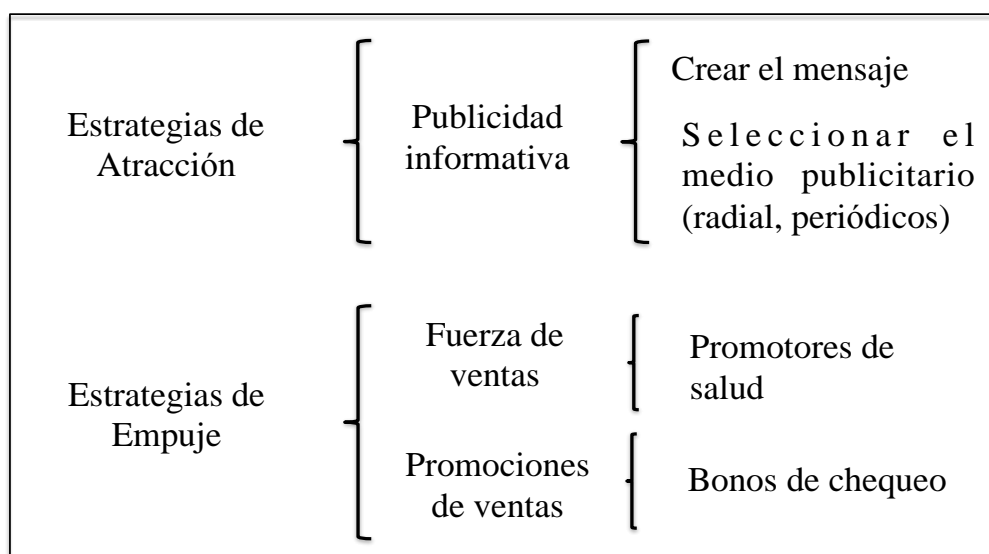 Estrategias de
Atracción
Publicidad
informativa
Crear el mensaje
Seleccionar el
medio publicitario
(radial, periódicos)
Estrategias de
Empuje
Fuerza de
ventas
Promotores de
salud
Promociones
de ventas
Bonos de chequeo